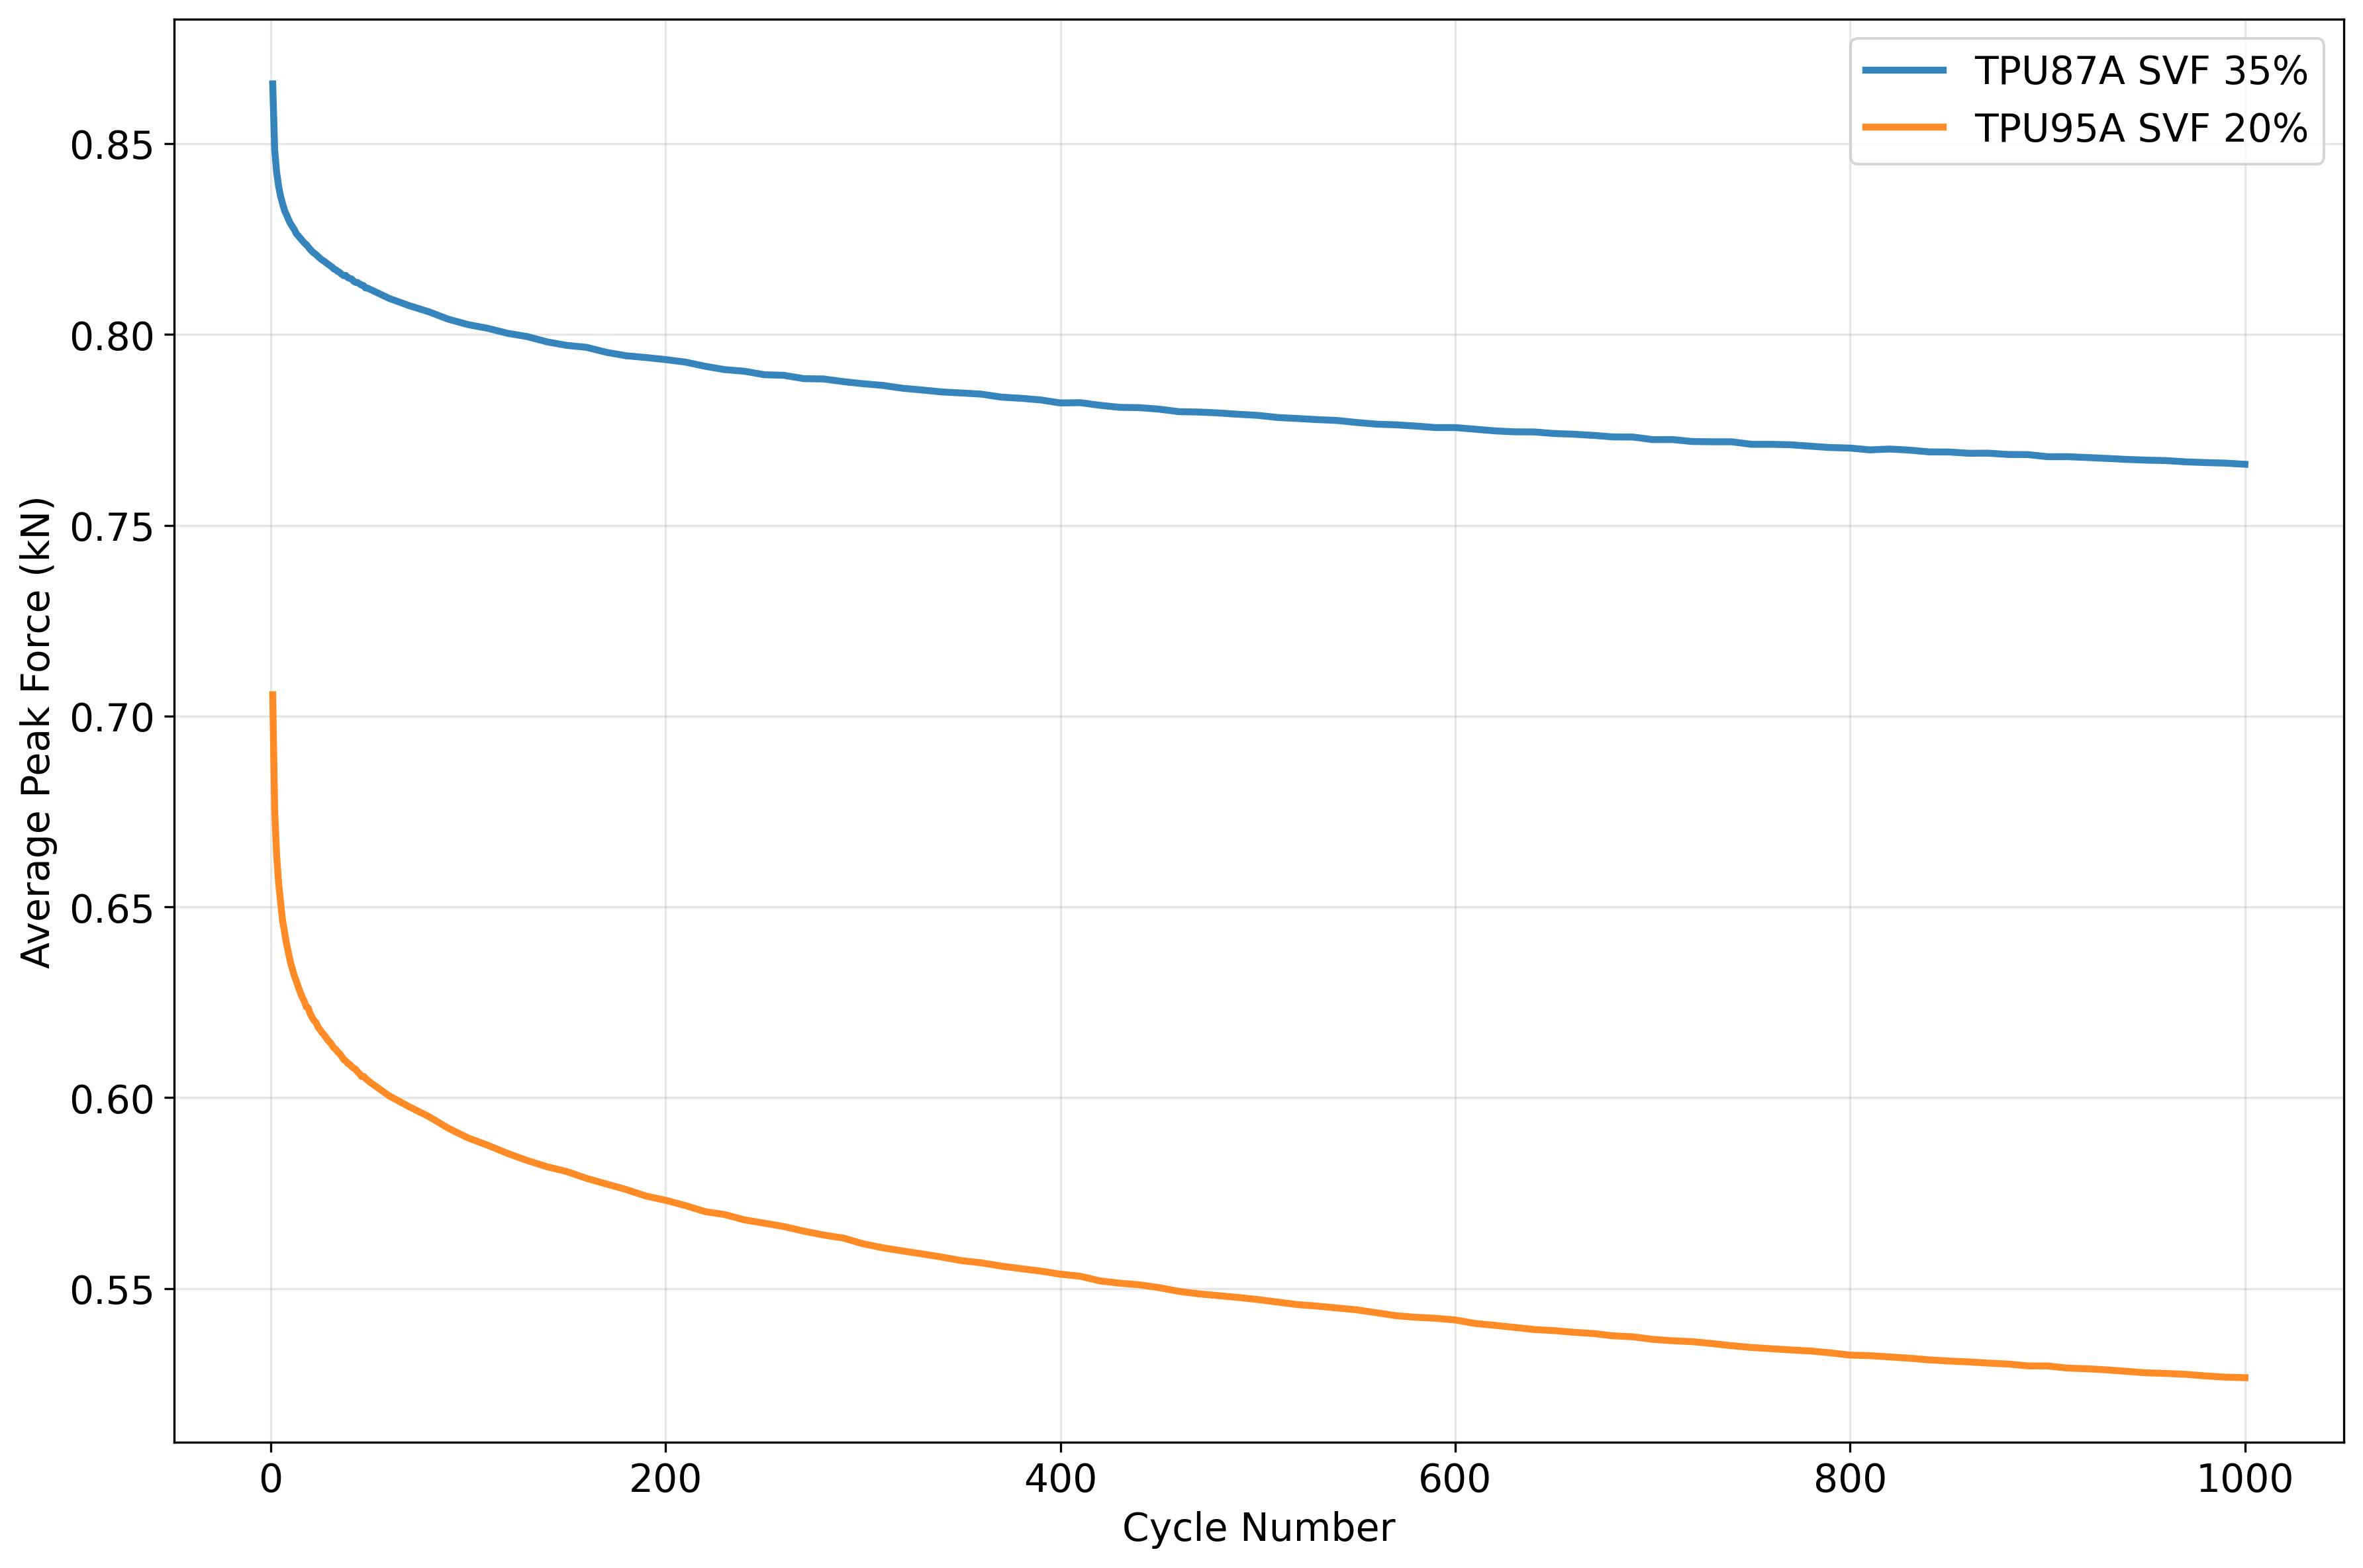 TPU87A SVF 35%
TPU95A SVF 20%
Average Peak Force (kN)
0.85
0.80
0.75
0.70
0.65
0.60
0.55
0 200 400 600 800 1000
Cycle Number